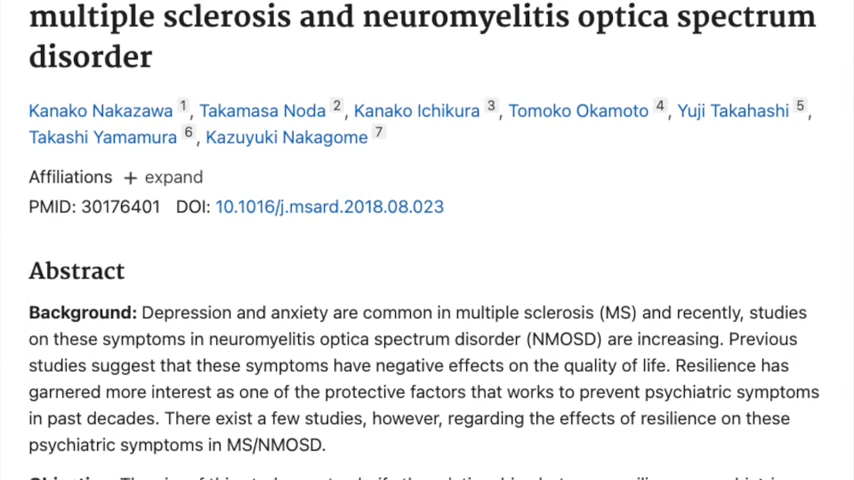 multiple sclerosis and neuromyelitis optica spectrum
disorder
Kanako Nakazawa 1, Takamasa Noda 2, Kanako Ichikura 3, Tomoko Okamoto 4, Yuji Takahashi 5,
Takashi Yamamura 6, Kazuyuki Nakagome 7
Affiliations + expand
PMID: 30176401 DOI: 10.1016/j.msard.2018.08.023
Abstract
Background: Depression and anxiety are common in multiple sclerosis (MS) and recently, studies
on these symptoms in neuromyelitis optica spectrum disorder (NMOSD) are increasing. Previous
studies suggest that these symptoms have negative effects on the quality of life. Resilience has
garnered more interest as one of the protective factors that works to prevent psychiatric symptoms
in past decades. There exist a few studies, however, regarding the effects of resilience on these
psychiatric symptoms in MS/NMOSD.